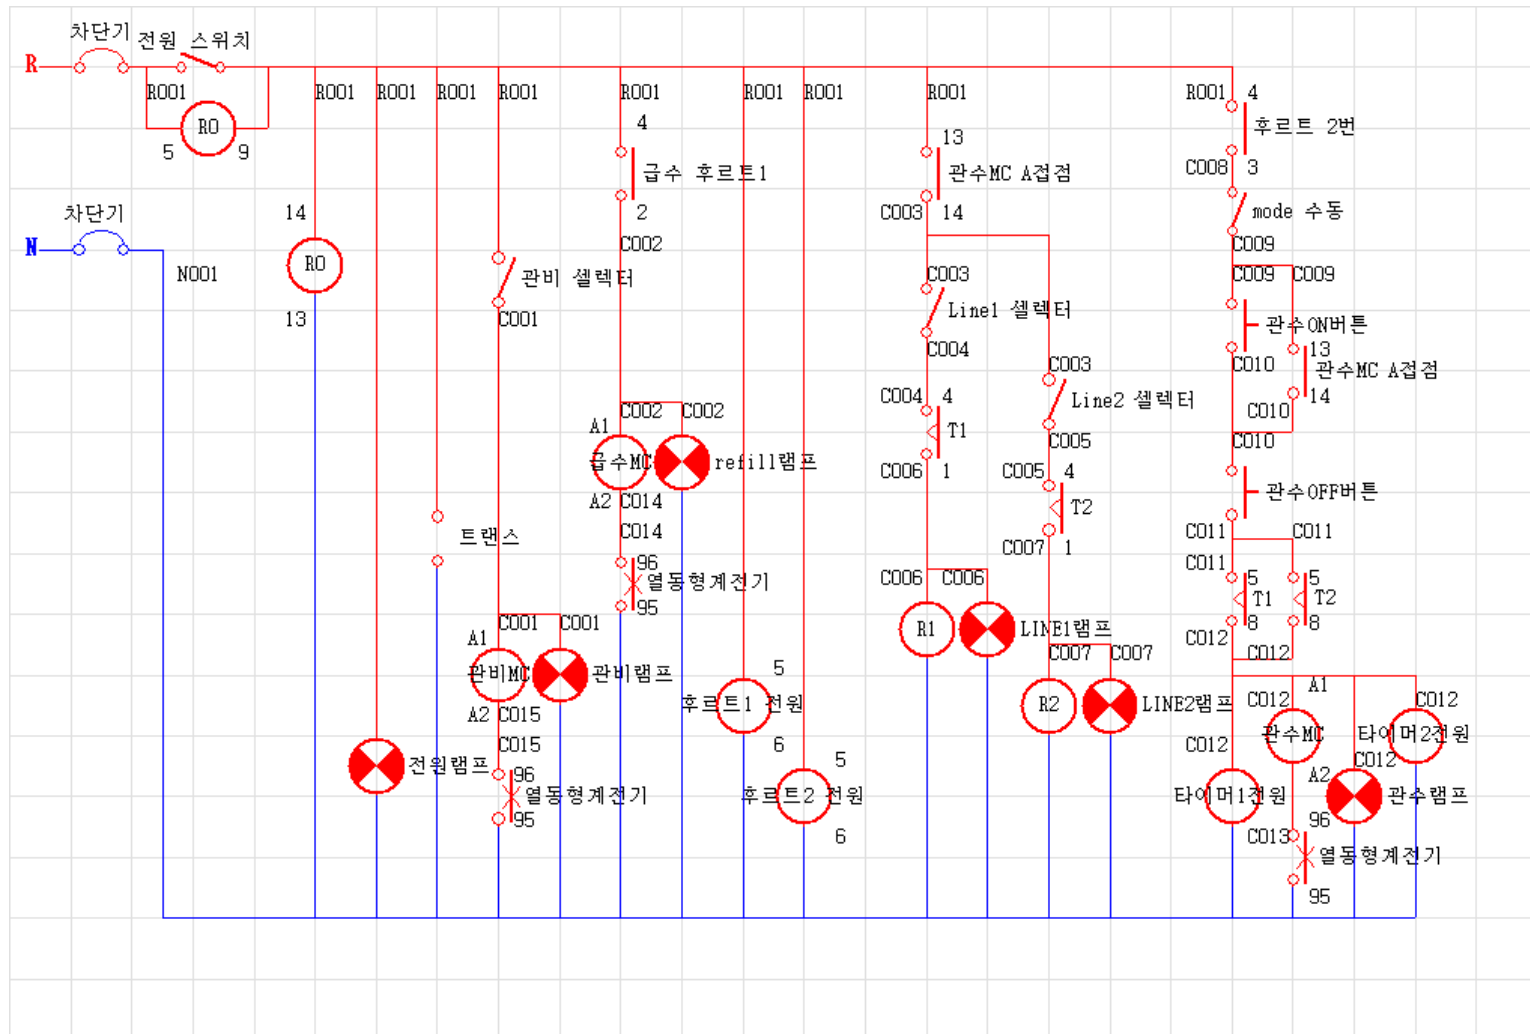 차단기
전원 스위치
R
R001
R0
5
9
차단기
N
N001
R001
14
R0
13
R001
전원램프
R001
트랜스
R001
관비 셀렉터
C001
C001
C001
A1
관비MC
관비램프
A2
C015
C015
96
열동형계전기
95
R001
4
급수 후르트1
2
C002
C002
C002
A1
급수MC
refill램프
A2
C014
C014
96
열동형계전기
95
R001
5
후르트1 전원
6
R001
5
후르트2 전원
6
R001
13
관수MC A접점
C003
14
C003
Line1 셀렉터
C004
C004
4
T1
C006
1
C006
C006
R1
LINE1램프
C003
Line2 셀렉터
C005
C005
4
T2
C007
1
C007
C007
R2
LINE2램프
R001
4
후르트 2번
C008
3
mode 수동
C009
C009
C009
관수ON버튼
C010
13
관수MC A접점
14
C010
C010
관수OFF버튼
C011
C011
C011
5
T1
8
5
T2
8
C012
C012
C012
A1
C012
관수MC
타이머2전원
C012
A2
C012
타이머1전원
관수램프
96
C013
열동형계전기
95